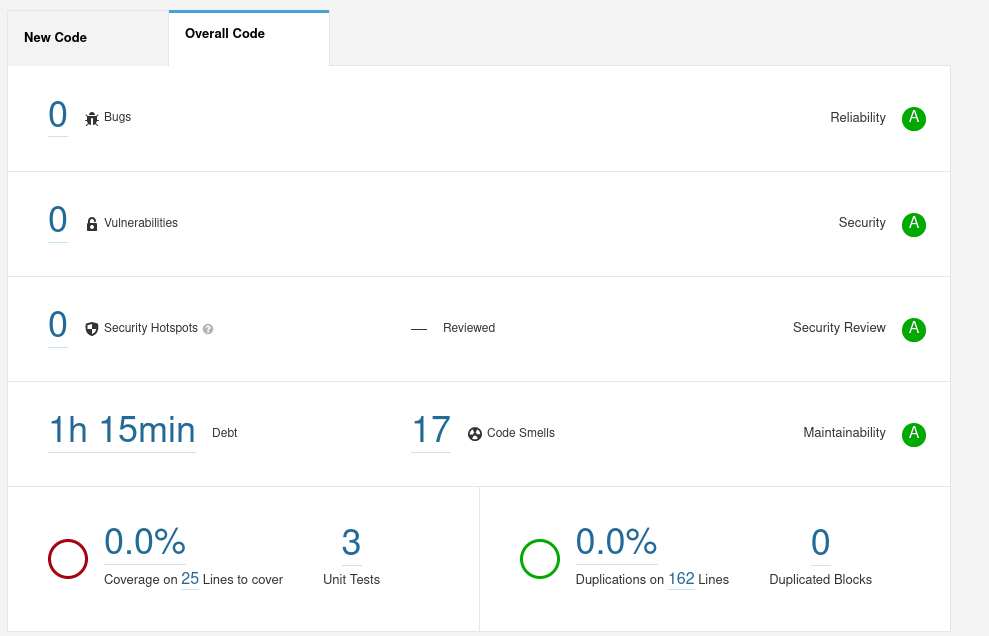 New Code
Overall Code
0 Bugs Reliability A
0 Vulnerabilities Security A
0 Security Hotspots ? — Reviewed Security Review A
1h 15min Debt 17 Code Smells Maintainability A
0.0% 3 0.0% 0
Coverage on 25 Lines to cover Unit Tests Duplications on 162 Lines Duplicated Blocks